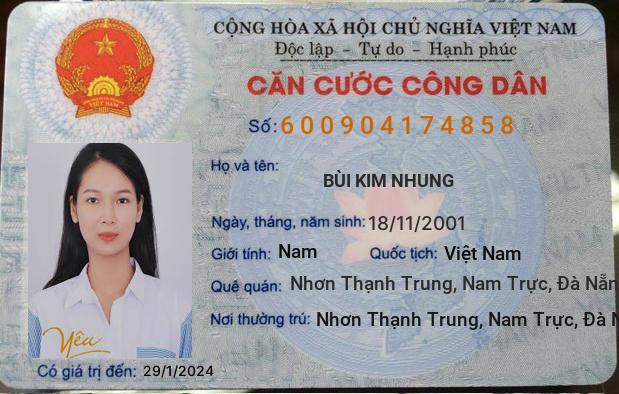 CỘNG HÒA XÃ HỘI CHỦ NGHĨA VIỆT NAM
Độc lập - Tự do - Hạnh phúc
CĂN CƯỚC CÔNG DÂN
Số: 600904174858
Họ và tên:
BÙI KIM NHUNG
Ngày, tháng, năm sinh: 18/11/2001
Giới tính: Nam Quốc tịch: Việt Nam
Quê quán: Nhơn Thạnh Trung, Nam Trực, Đà Nẵn
Nơi thường trú: Nhơn Thạnh Trung, Nam Trực, Đà N
VIỆT NAM
Yêu
Có giá trị đến: 29/1/2024